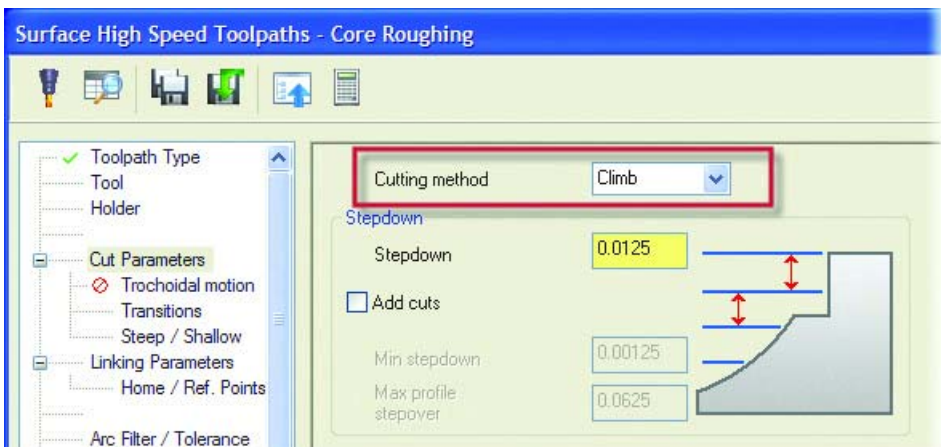 Surface High Speed Toolpaths - Core Roughing
Toolpath Type
Tool
Holder
Cut Parameters
Trochoidal motion
Transitions
Steep / Shallow
Linking Parameters
Home / Ref. Points
Arc Filter / Tolerance
Cutting method Climb
Stepdown
Stepdown 0.0125
Add cuts
Min stepdown 0.00125
Max profile
stepover 0.0625